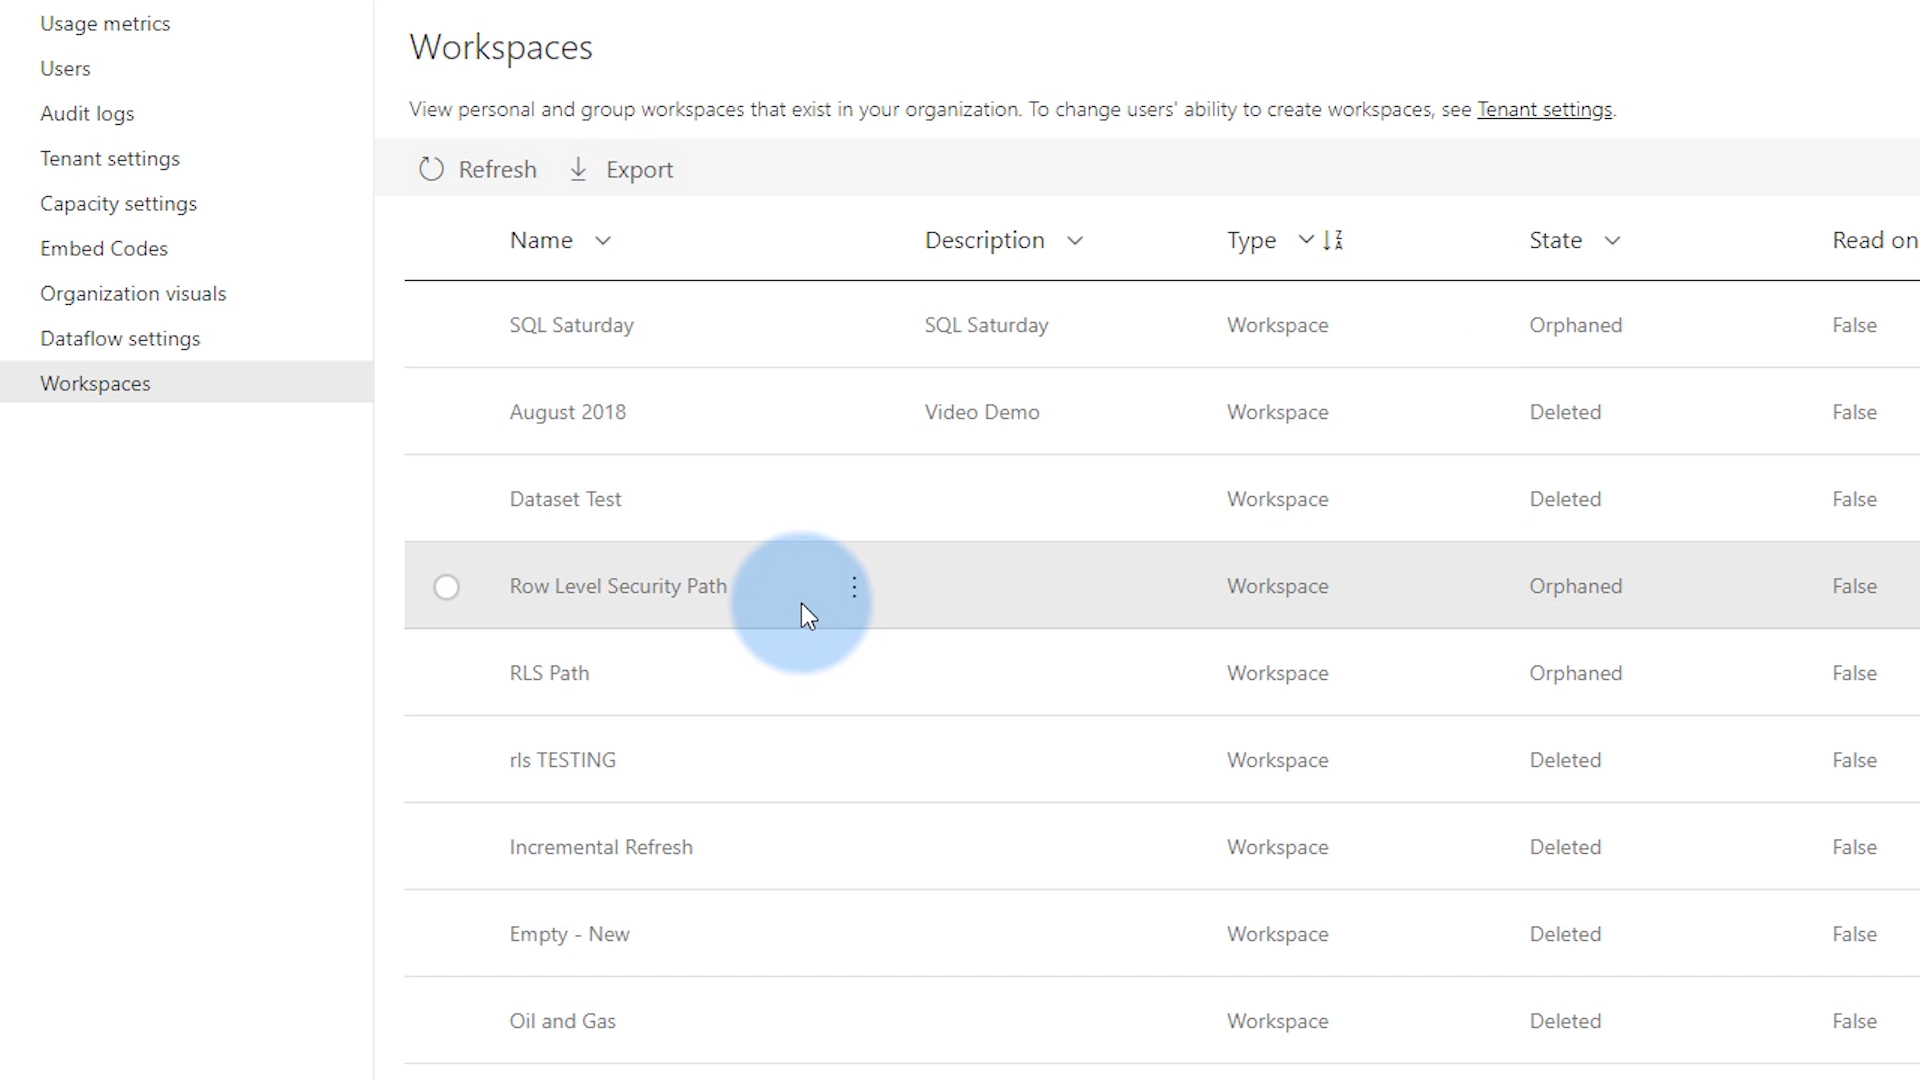 Usage metrics
Users
Audit logs
Tenant settings
Capacity settings
Embed Codes
Organization visuals
Dataflow settings
Workspaces
Workspaces
View personal and group workspaces that exist in your organization. To change users' ability to create workspaces, see Tenant settings.
Refresh Export
Name Description Type State Read on
SQL Saturday SQL Saturday Workspace Orphaned False
August 2018 Video Demo Workspace Deleted False
Dataset Test Workspace Deleted False
Row Level Security Path Workspace Orphaned False
RLS Path Workspace Orphaned False
rls TESTING Workspace Deleted False
Incremental Refresh Workspace Deleted False
Empty - New Workspace Deleted False
Oil and Gas Workspace Deleted False